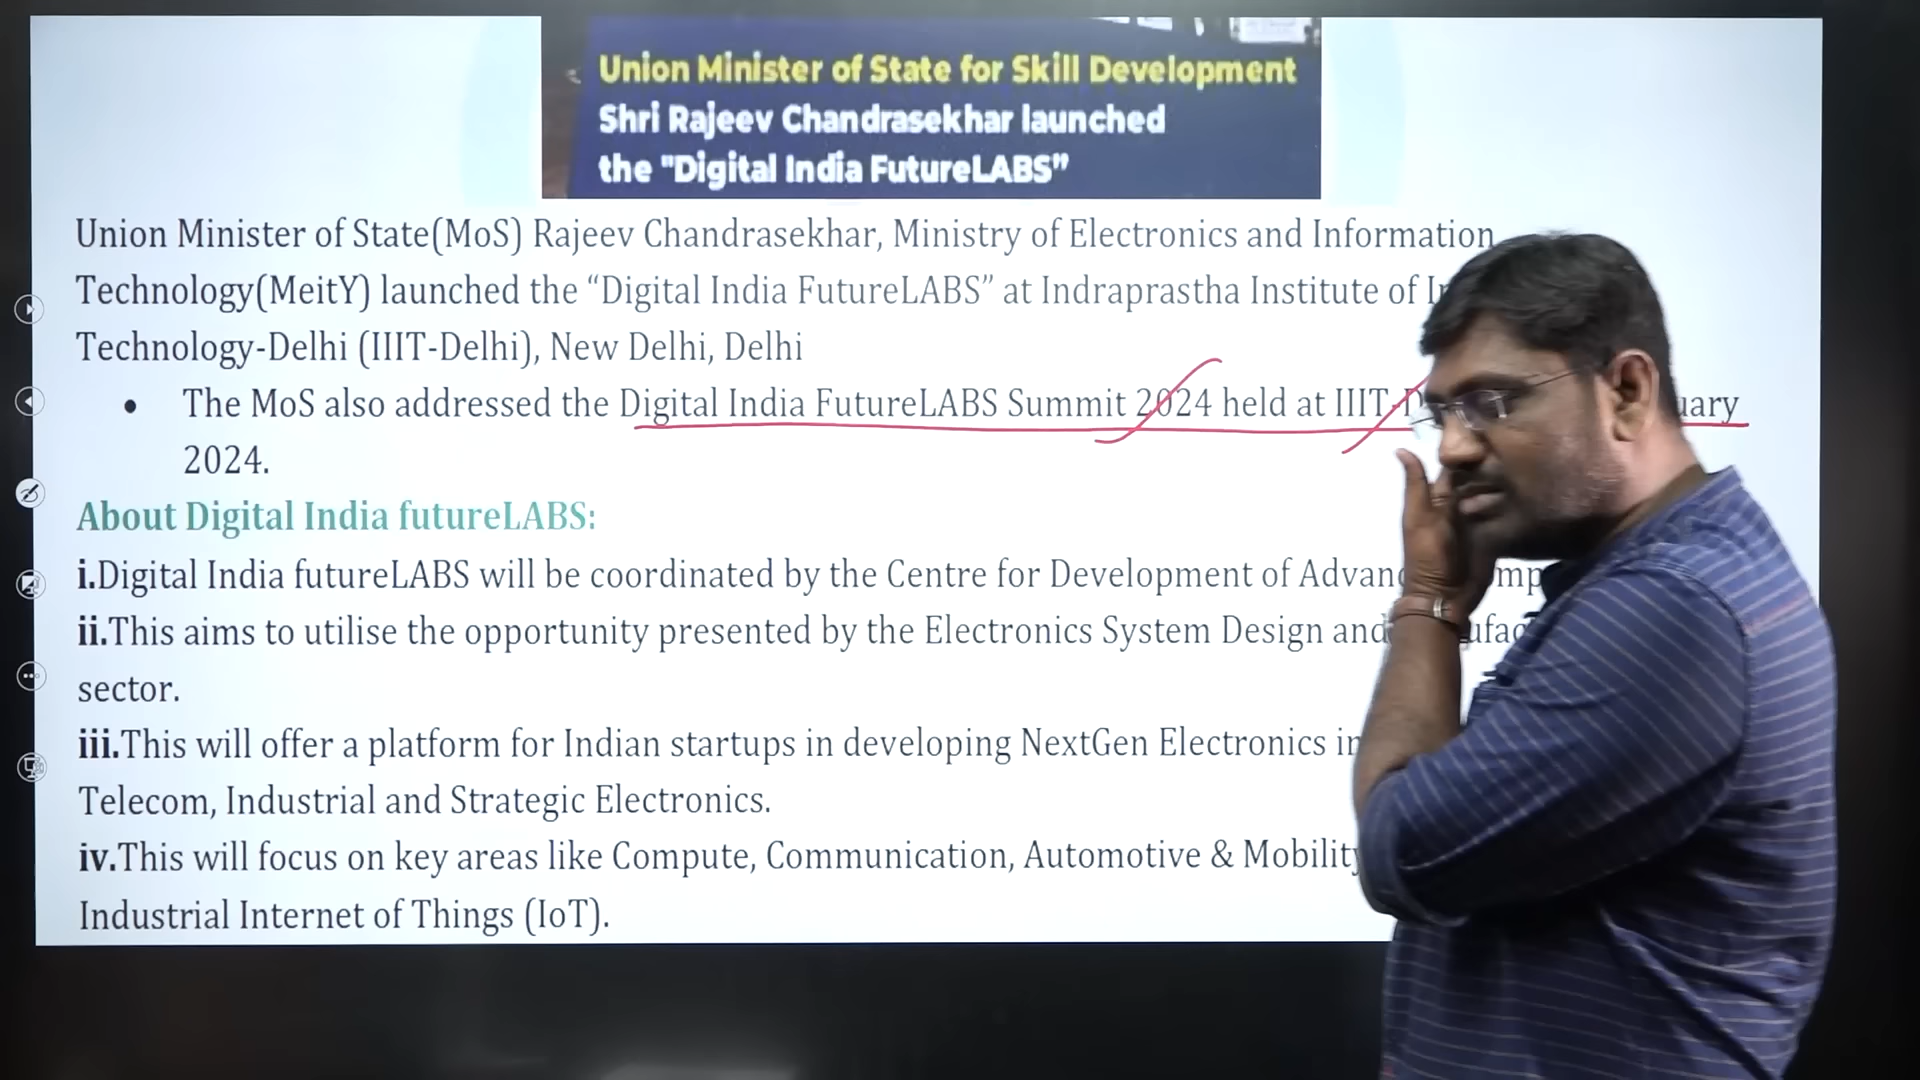 Union Minister of State for Skill Development
Shri Rajeev Chandrasekhar launched
the "Digital India FutureLABS”
Union Minister of State(MoS) Rajeev Chandrasekhar, Ministry of Electronics and Information
Technology(MeitY) launched the “Digital India FutureLABS” at Indraprastha Institute of
Technology-Delhi (IIIT-Delhi), New Delhi, Delhi
• The MoS also addressed the Digital India FutureLABS Summit 2024 held at IIIT-
2024.
About Digital India futureLABS:
i.Digital India futureLABS will be coordinated by the Centre for Development of
ii.This aims to utilise the opportunity presented by the Electronics System Design and
sector.
iii.This will offer a platform for Indian startups in developing NextGen Electronics
Telecom, Industrial and Strategic Electronics.
iv.This will focus on key areas like Compute, Communication, Automotive & Mobility
Industrial Internet of Things (IoT).